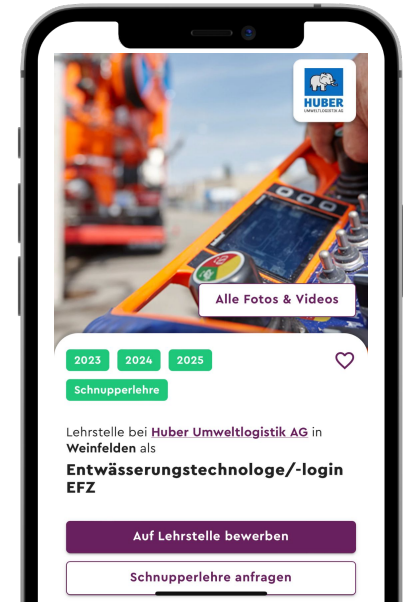 HUBER
UMWELTLOGISTIK AG
Alle Fotos & Videos
2023 2024 2025
Schnupperlehre
Lehrstelle bei Huber Umweltlogistik AG in
Weinfelden als
Entwässerungstechnologe/-login
EFZ
Auf Lehrstelle bewerben
Schnupperlehre anfragen